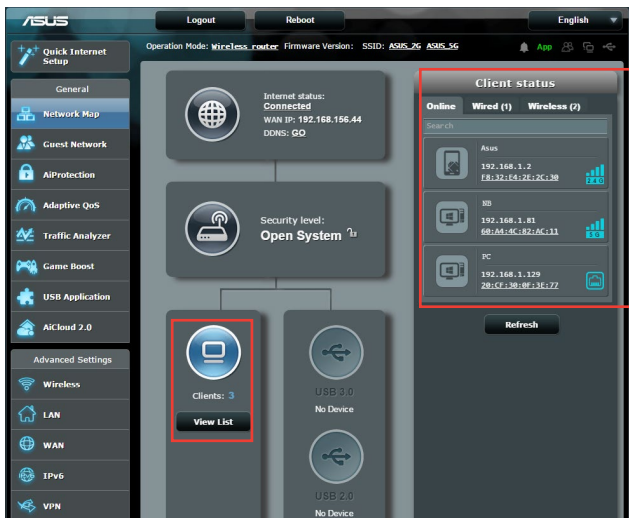 ASUS
Logout
Reboot
English
Quick Internet
Setup
Operation Mode: Wireless router Firmware Version: SSID: ASUS_2G ASUS_5G
App
General
Network Map
Guest Network
AiProtection
Adaptive QoS
Traffic Analyzer
Game Boost
USB Application
AiCloud 2.0
Advanced Settings
Wireless
LAN
WAN
IPv6
VPN
Internet status:
Connected
WAN IP: 192.168.156.44
DDNS: GO
Security level:
Open System
Clients: 3
View List
USB 3.0
No Device
USB 2.0
No Device
Client status
Online Wired (1) Wireless (2)
Search
Asus
192.168.1.2
F8:32:E4:2E:2C:30
2.4G
NB
192.168.1.81
60:A4:4C:82:AC:11
5G
PC
192.168.1.129
20:CF:30:0F:3E:77
Refresh